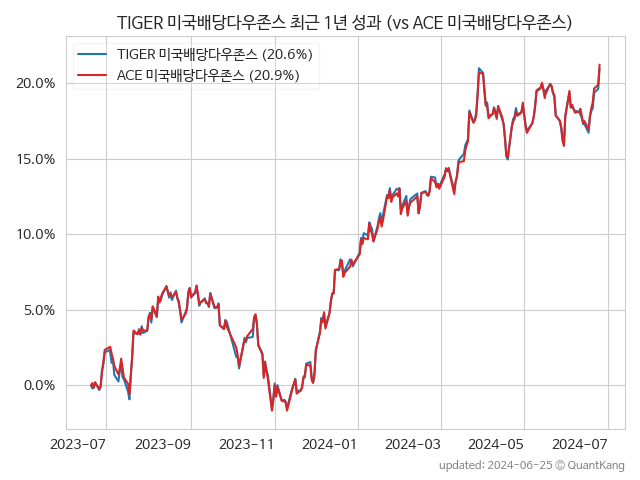 TIGER 미국배당다우존스 최근 1년 성과 (vs ACE 미국배당다우존스)
TIGER 미국배당다우존스 (20.6%)
ACE 미국배당다우존스 (20.9%)
20.0%
15.0%
10.0%
5.0%
0.0%
2023-07 2023-09 2023-11 2024-01 2024-03 2024-05 2024-07
updated: 2024-06-25 © QuantKang